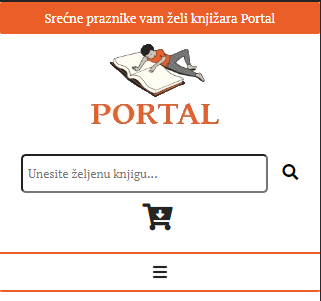 Srećne praznike vam želi knjižara Portal
PORTAL
Unesite željenu knjigu...